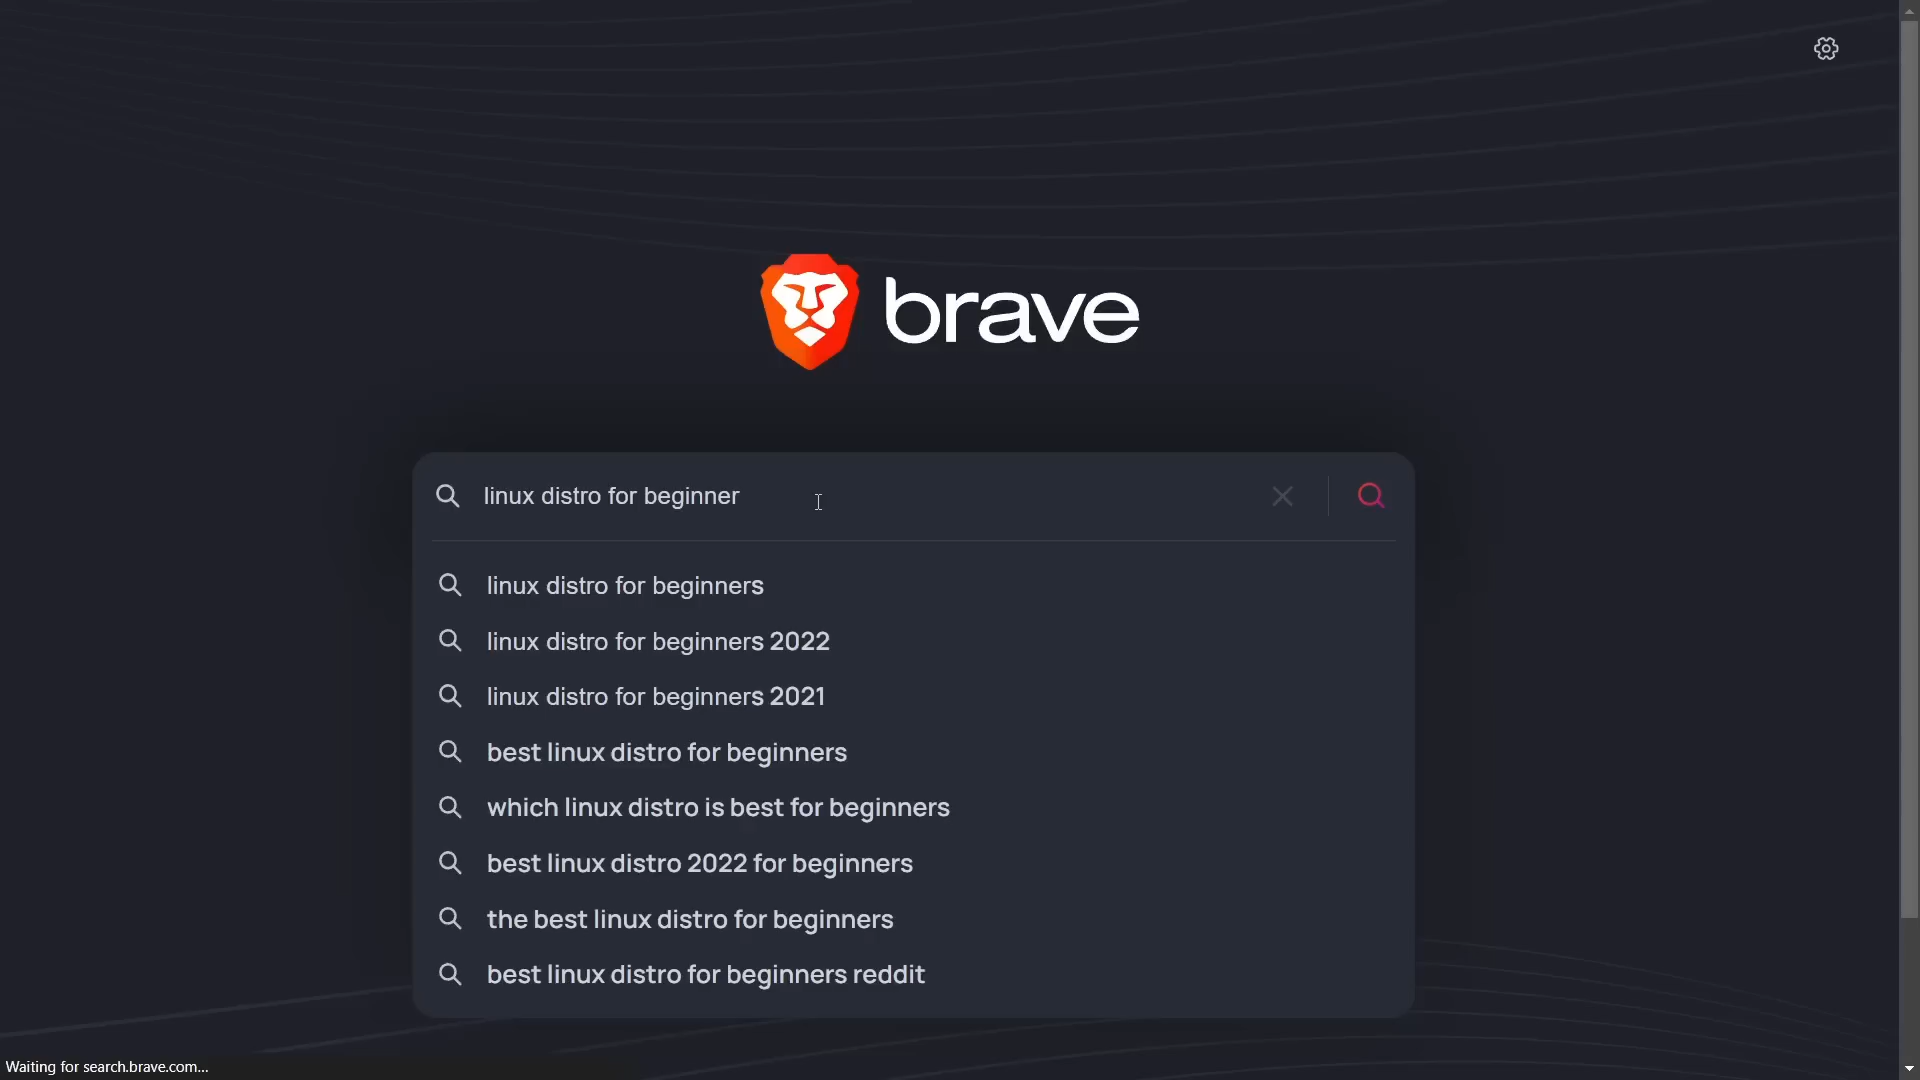 brave
linux distro for beginner
linux distro for beginners
linux distro for beginners 2022
linux distro for beginners 2021
best linux distro for beginners
which linux distro is best for beginners
best linux distro 2022 for beginners
the best linux distro for beginners
best linux distro for beginners reddit
Waiting for search.brave.com...